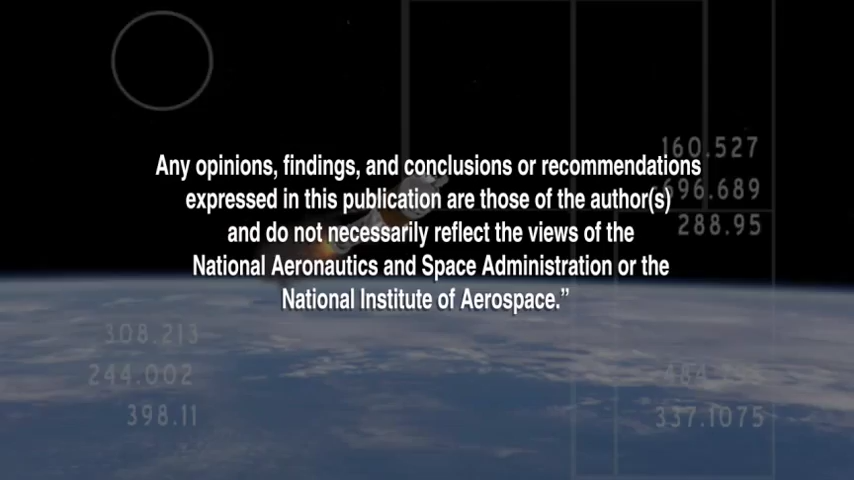 Any opinions, findings, and conclusions or recommendations
expressed in this publication are those of the author(s)
and do not necessarily reflect the views of the
National Aeronautics and Space Administration or the
National Institute of Aerospace.”
160.527
696.689
288.95
308.213
244.002
398.11
337.1075